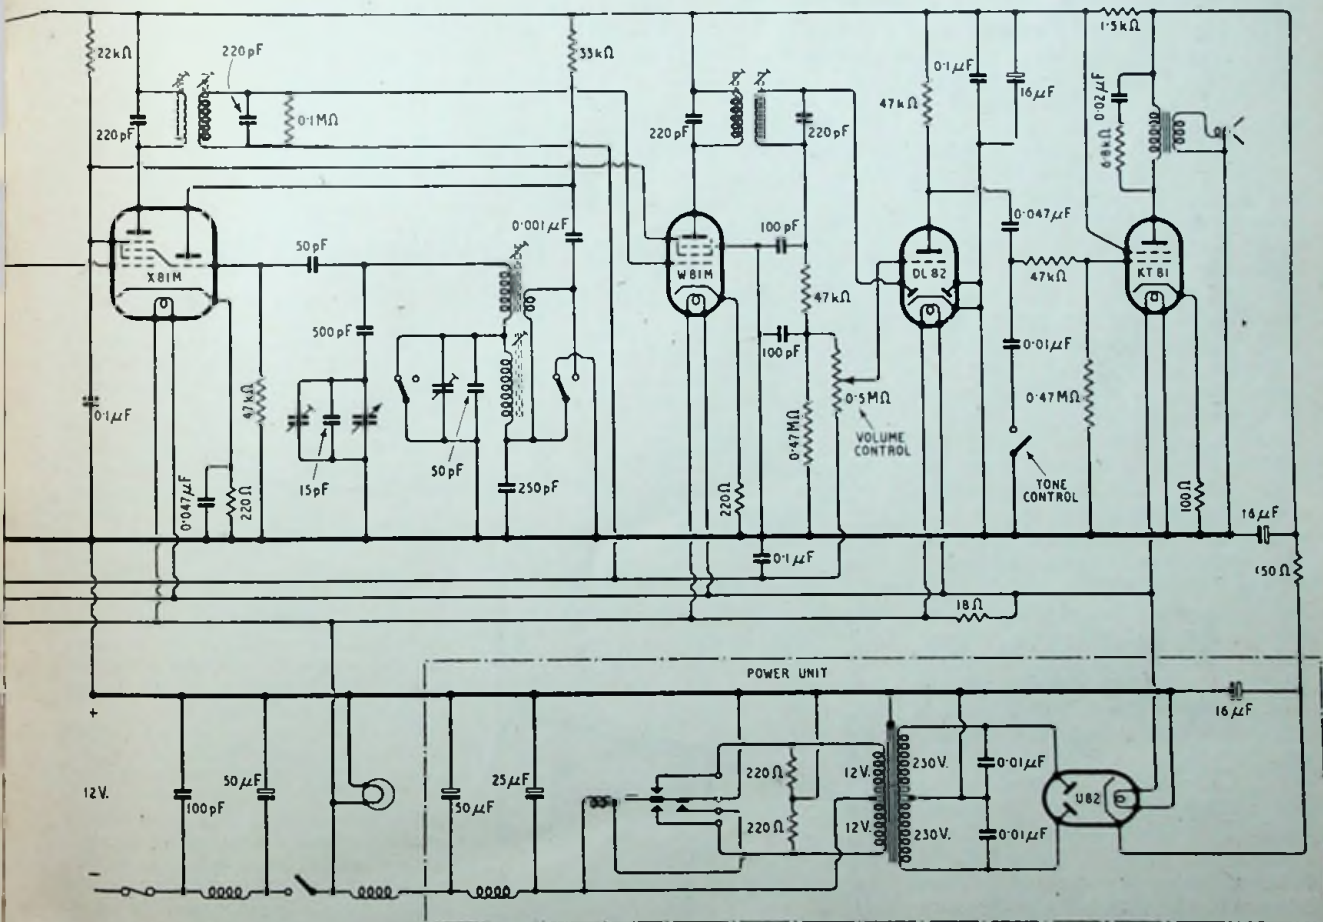 1·5kΩ
22kΩ
220pF
33kΩ
0·1µF
16µF
0·02µF
6·8kΩ
47kΩ
220pF
0·1MΩ
220pF
220pF
0·001µF
X81M
50pF
100pF
W81M
DL82
0·047µF
47kΩ
KT81
47kΩ
500pF
100pF
0·01µF
0·1µF
47kΩ
0·5MΩ
0·47MΩ
VOLUME
CONTROL
0·47MΩ
50pF
15pF
250pF
TONE
CONTROL
0·047µF
220Ω
220Ω
100Ω
16µF
0·1µF
150Ω
18Ω
POWER UNIT
+
16µF
50µF
25µF
12V.
100pF
50µF
220Ω
12V.
230V.
0·01µF
U82
220Ω
12V.
230V.
0·01µF
−